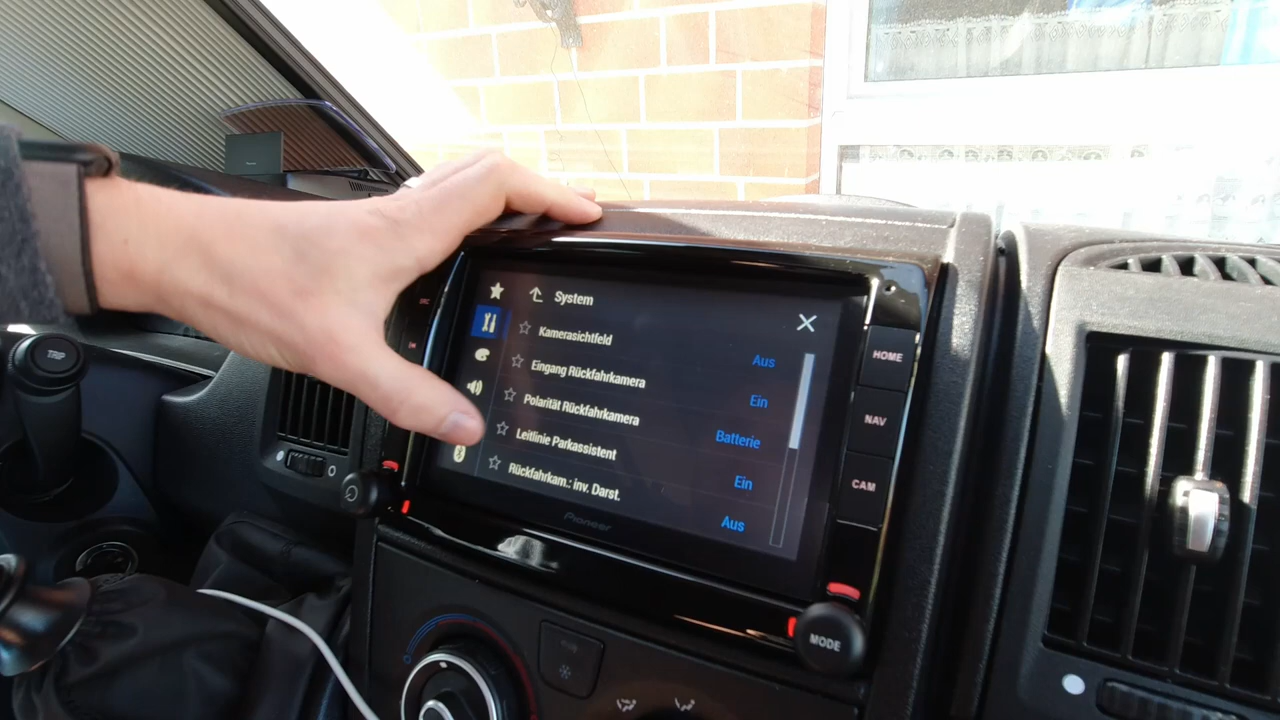 System
Kamerasichtfeld
Aus
Eingang Rückfahrkamera
Ein
Polarität Rückfahrkamera
Batterie
Leitlinie Parkassistent
Ein
Rückfahrkam.: inv. Darst.
Aus
Pioneer
HOME
NAV
CAM
MODE
TRIP